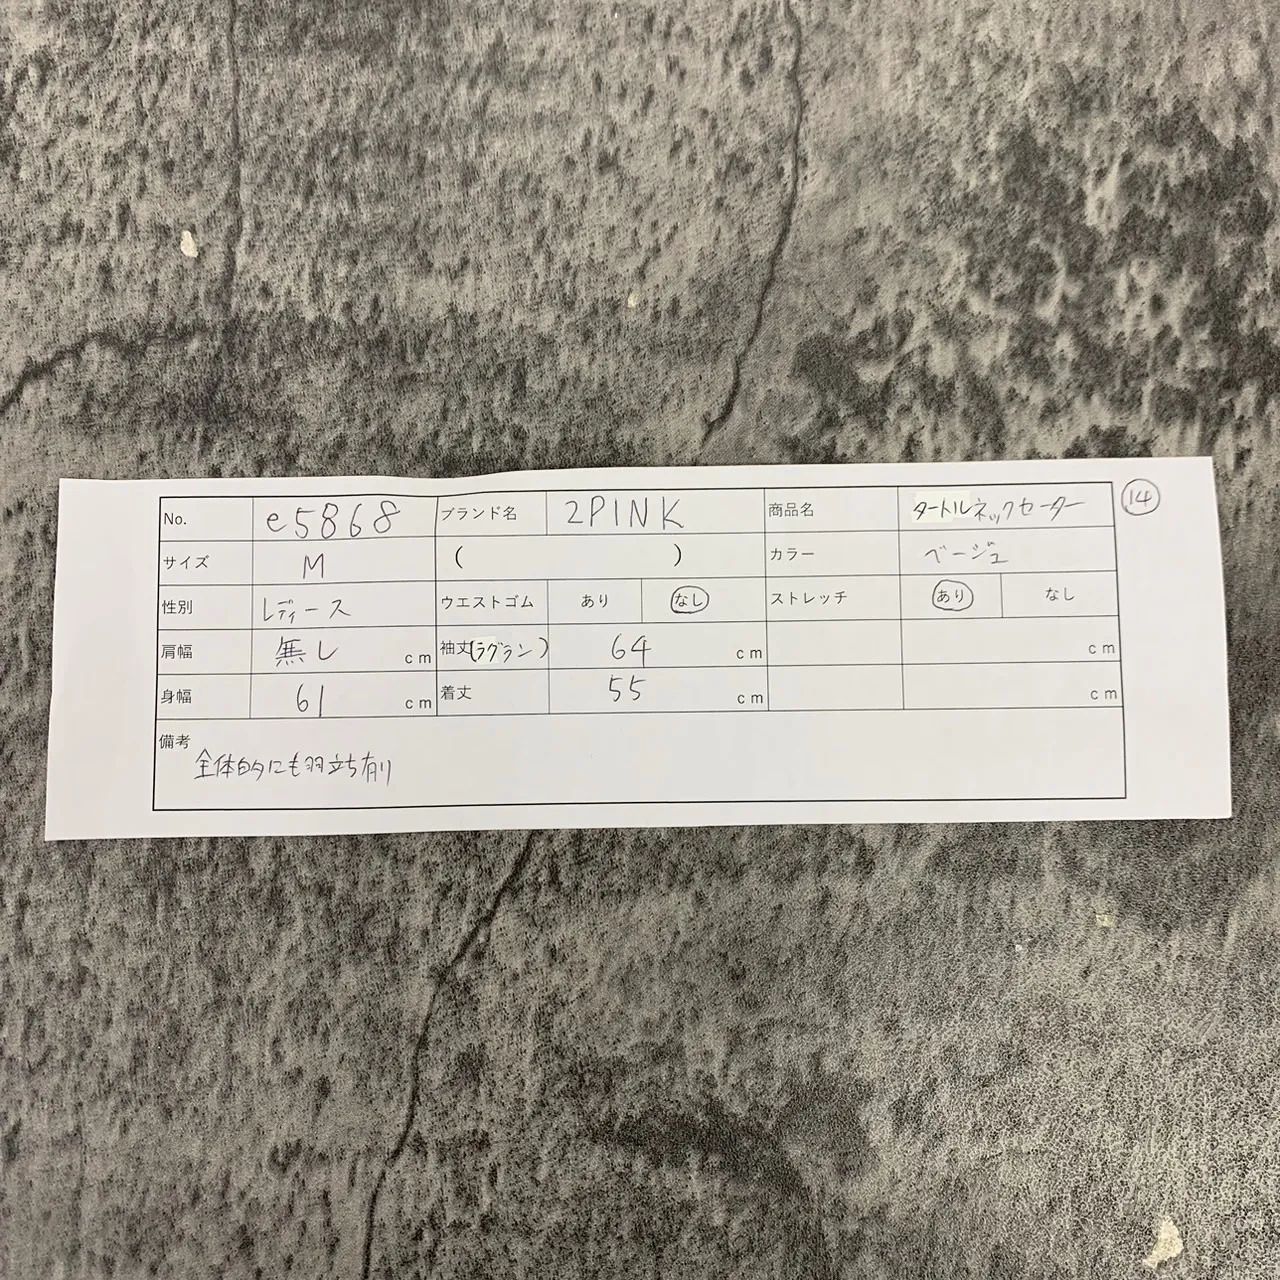 No. e5868 ブランド名 2PINK 商品名 タートルネックセーター ⑭
サイズ M ( ) カラー ベージュ
性別 レディース ウエストゴム あり なし ストレッチ あり なし
肩幅 無し cm 袖丈(ラグラン) 64 cm cm
身幅 61 cm 着丈 55 cm cm
備考
全体的にも羽立ち有り